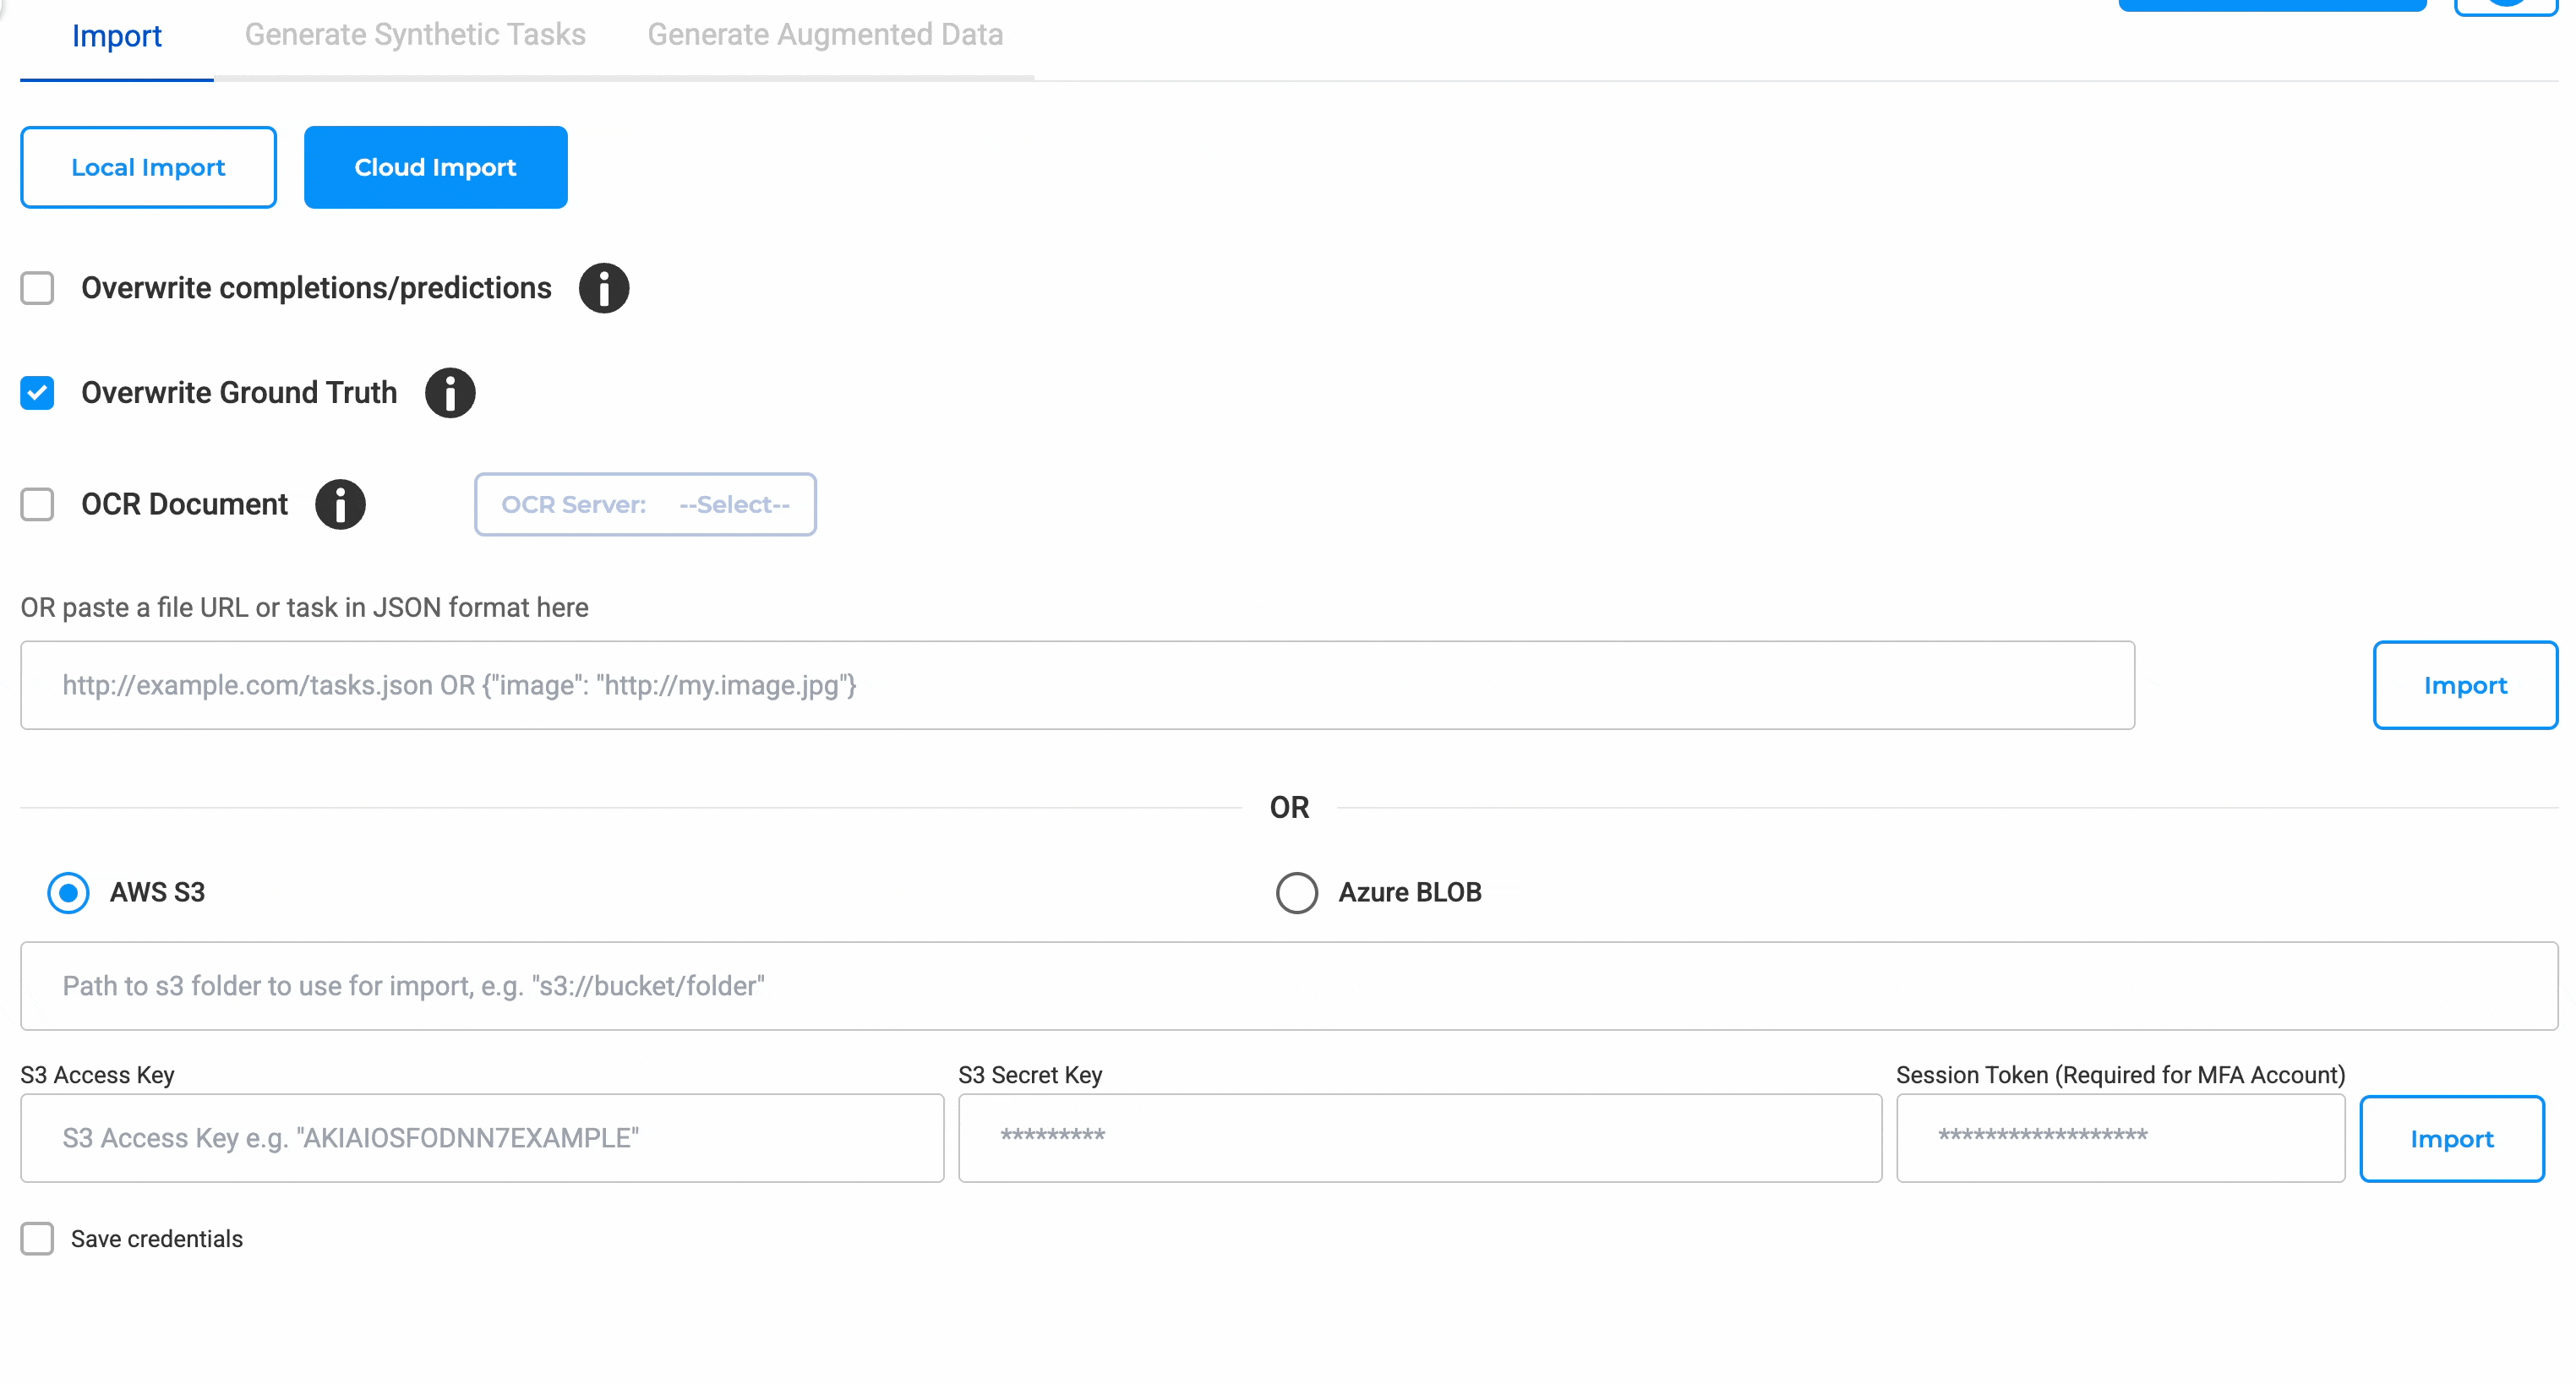 Import Generate Synthetic Tasks Generate Augmented Data
Local Import Cloud Import
Overwrite completions/predictions
Overwrite Ground Truth
OCR Document OCR Server: --Select--
OR paste a file URL or task in JSON format here
http://example.com/tasks.json OR {"image": "http://my.image.jpg"} Import
OR
AWS S3 Azure BLOB
Path to s3 folder to use for import, e.g. "s3://bucket/folder"
S3 Access Key S3 Secret Key Session Token (Required for MFA Account)
S3 Access Key e.g. "AKIAIOSFODNN7EXAMPLE" ********* ****************** Import
Save credentials